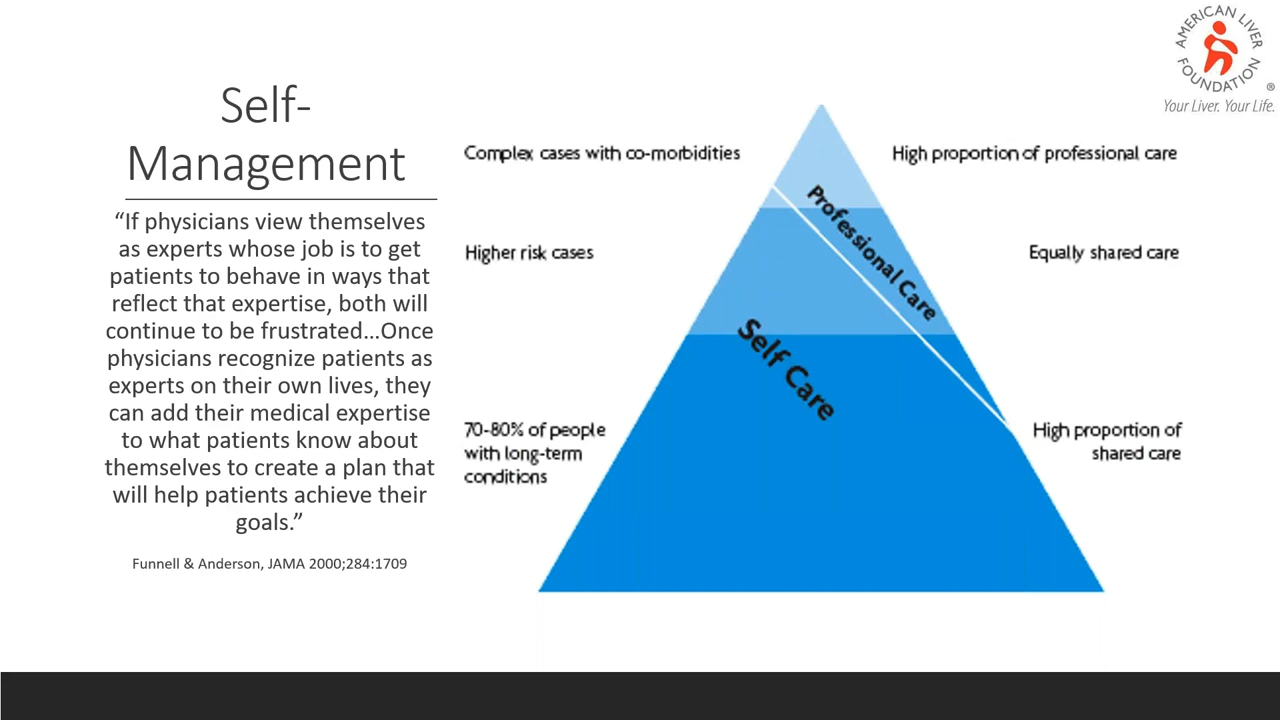 AMERICAN LIVER
FOUNDATION
®
Your Liver. Your Life.
Self-
Management
“If physicians view themselves
as experts whose job is to get
patients to behave in ways that
reflect that expertise, both will
continue to be frustrated…Once
physicians recognize patients as
experts on their own lives, they
can add their medical expertise
to what patients know about
themselves to create a plan that
will help patients achieve their
goals.”
Funnell & Anderson, JAMA 2000;284:1709
Complex cases with co-morbidities
High proportion of professional care
Professional Care
Higher risk cases
Equally shared care
Self Care
70-80% of people
with long-term
conditions
High proportion of
shared care